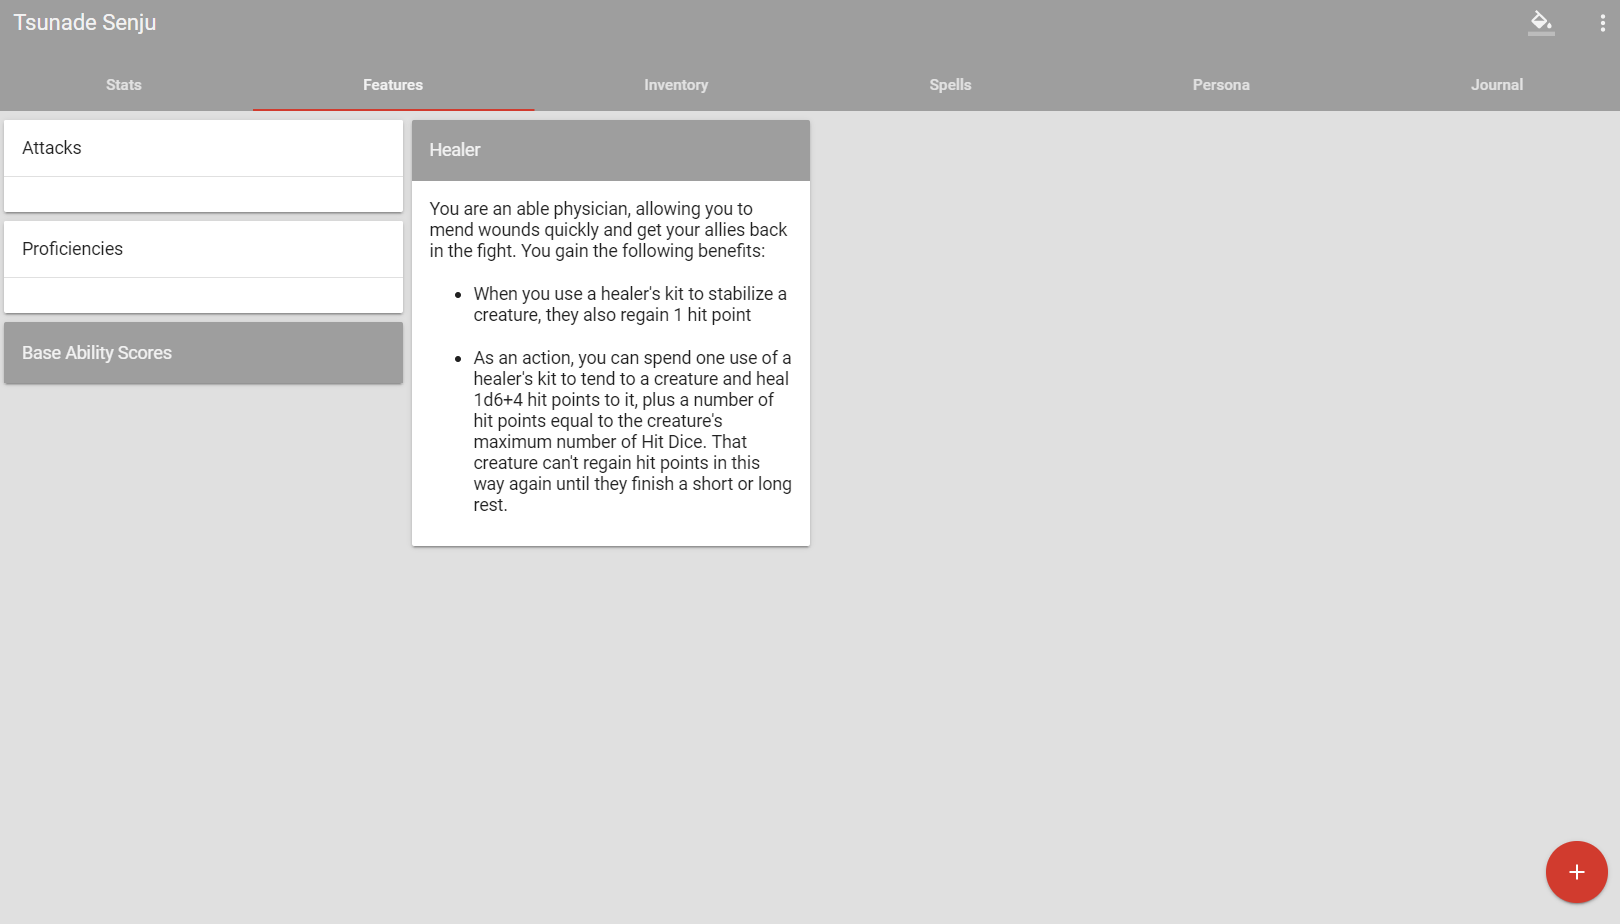 Tsunade Senju
Stats
Features
Inventory
Spells
Persona
Journal
Attacks
Proficiencies
Base Ability Scores
Healer
You are an able physician, allowing you to
mend wounds quickly and get your allies back
in the fight. You gain the following benefits:
• When you use a healer's kit to stabilize a
creature, they also regain 1 hit point
• As an action, you can spend one use of a
healer's kit to tend to a creature and heal
1d6+4 hit points to it, plus a number of
hit points equal to the creature's
maximum number of Hit Dice. That
creature can't regain hit points in this
way again until they finish a short or long
rest.